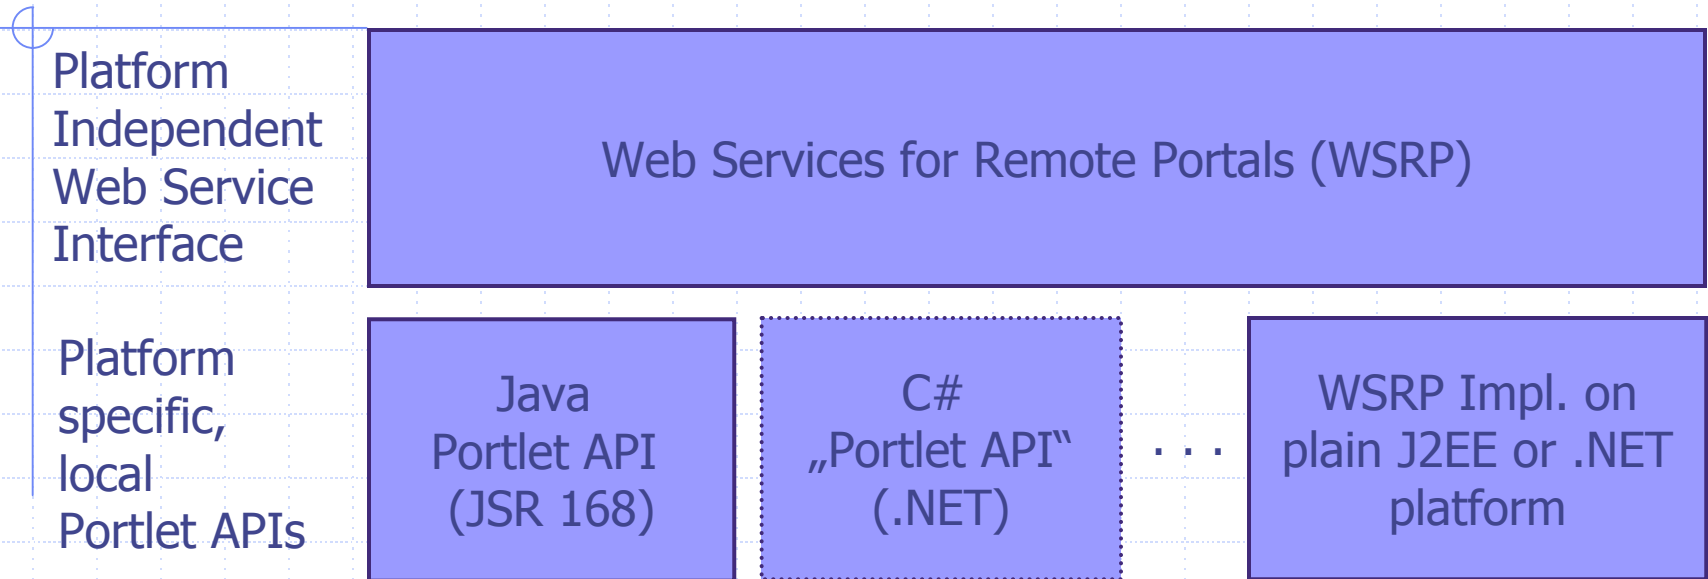 Platform
Independent
Web Service
Interface
Web Services for Remote Portals (WSRP)
Platform
specific,
local
Portlet APIs
Java
Portlet API
(JSR 168)
C#
„Portlet API“
(.NET)
. . .
WSRP Impl. on
plain J2EE or .NET
platform